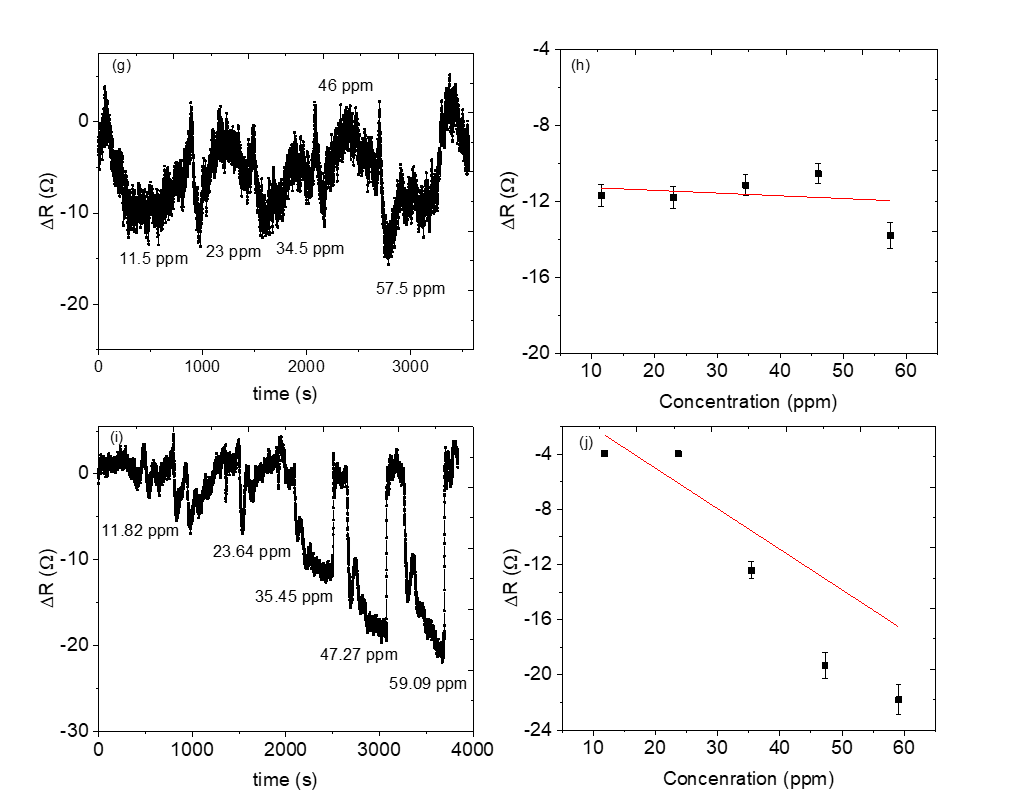 (g)
46 ppm
0
-10
-20
11.5 ppm
23 ppm
34.5 ppm
57.5 ppm
ΔR (Ω)
0
1000
2000
3000
time (s)
(h)
-4
-8
-12
-16
-20
ΔR (Ω)
10
20
30
40
50
60
Concentration (ppm)
(i)
0
-10
-20
-30
11.82 ppm
23.64 ppm
35.45 ppm
47.27 ppm
59.09 ppm
ΔR (Ω)
0
1000
2000
3000
4000
time (s)
(j)
-4
-8
-12
-16
-20
-24
ΔR (Ω)
10
20
30
40
50
60
Concenration (ppm)